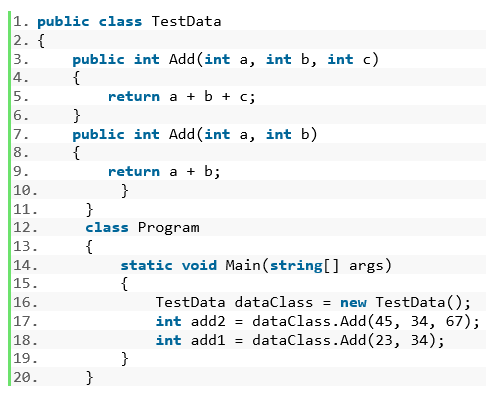 1. public class TestData
2. {
3.     public int Add(int a, int b, int c)
4.     {
5.         return a + b + c;
6.     }
7.     public int Add(int a, int b)
8.     {
9.         return a + b;
10.         }
11.     }
12.     class Program
13.     {
14.         static void Main(string[] args)
15.         {
16.             TestData dataClass = new TestData();
17.             int add2 = dataClass.Add(45, 34, 67);
18.             int add1 = dataClass.Add(23, 34);
19.         }
20.     }